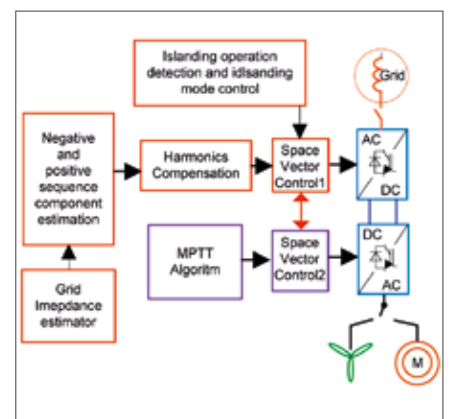 Islanding operation
detection and idlsanding
mode control
Grid
Negative
and
positive
sequence
component
estimation
Harmonics
Compensation
Space
Vector
Control1
AC
DC
MPTT
Algoritm
Space
Vector
Control2
DC
AC
Grid
Imepdance
estimator
M